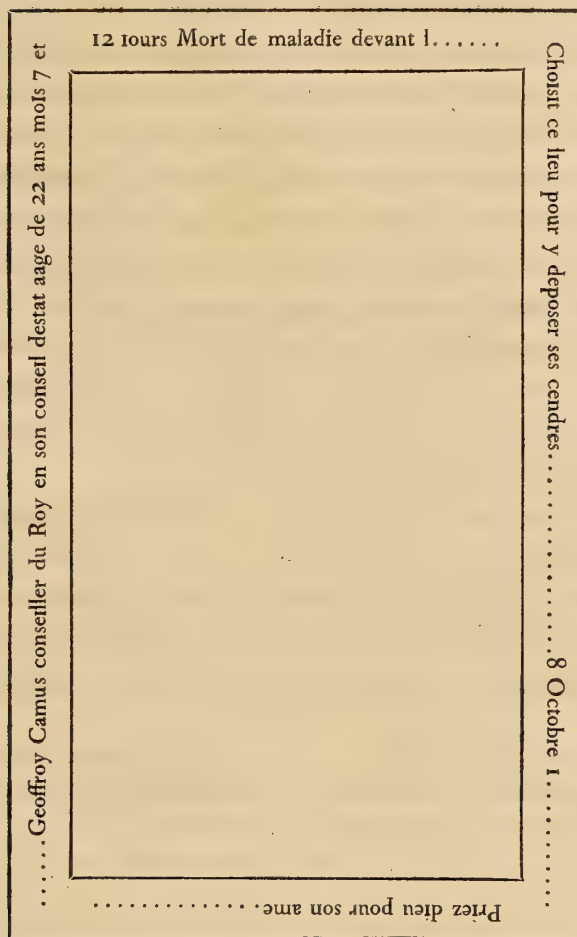 ......Geoffroy Camus conseiller du Roy en son conseil destat aage de 22 ans mois 7 et
12 iours Mort de maladie devant l......
Choisit ce lieu pour y deposer ses cendres....................8 Octobre 1...........
Priez dieu pour son ame..............